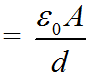 = ε₀A / d